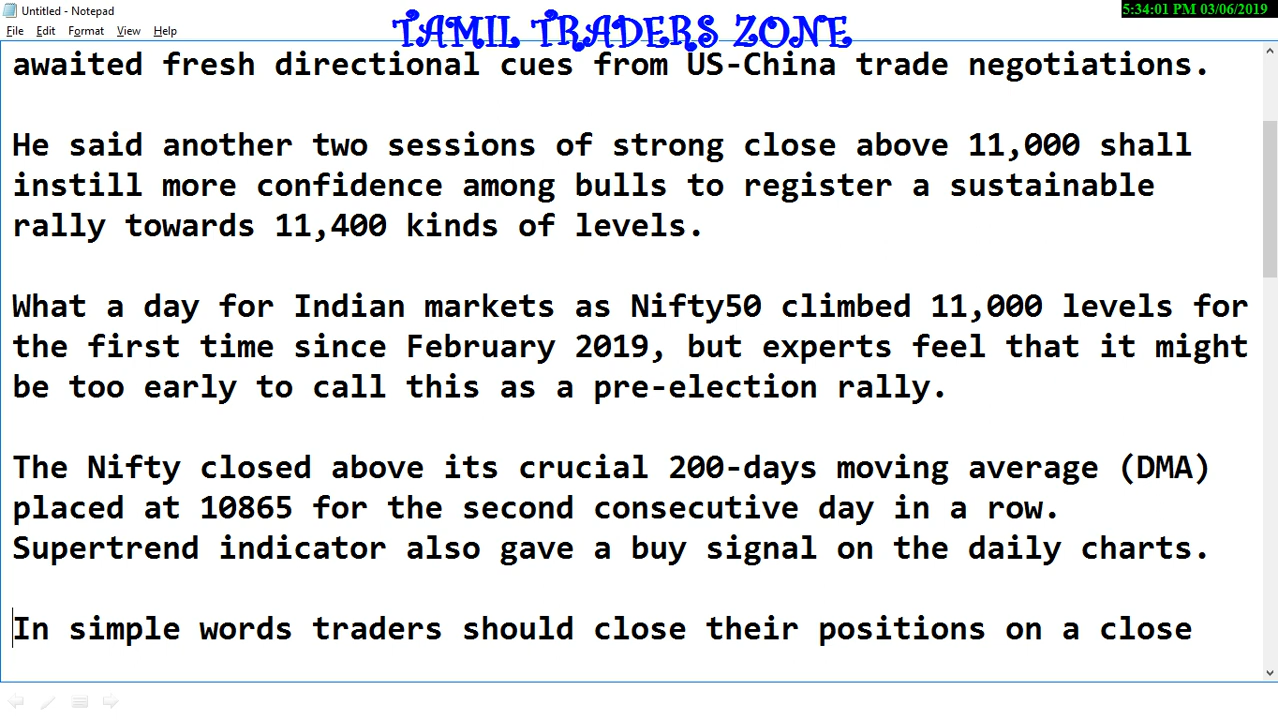 Untitled - Notepad
5:34:01 PM 03/06/2019
TAMIL TRADERS ZONE
File Edit Format View Help
awaited fresh directional cues from US-China trade negotiations.
He said another two sessions of strong close above 11,000 shall
instill more confidence among bulls to register a sustainable
rally towards 11,400 kinds of levels.
What a day for Indian markets as Nifty50 climbed 11,000 levels for
the first time since February 2019, but experts feel that it might
be too early to call this as a pre-election rally.
The Nifty closed above its crucial 200-days moving average (DMA)
placed at 10865 for the second consecutive day in a row.
Supertrend indicator also gave a buy signal on the daily charts.
In simple words traders should close their positions on a close